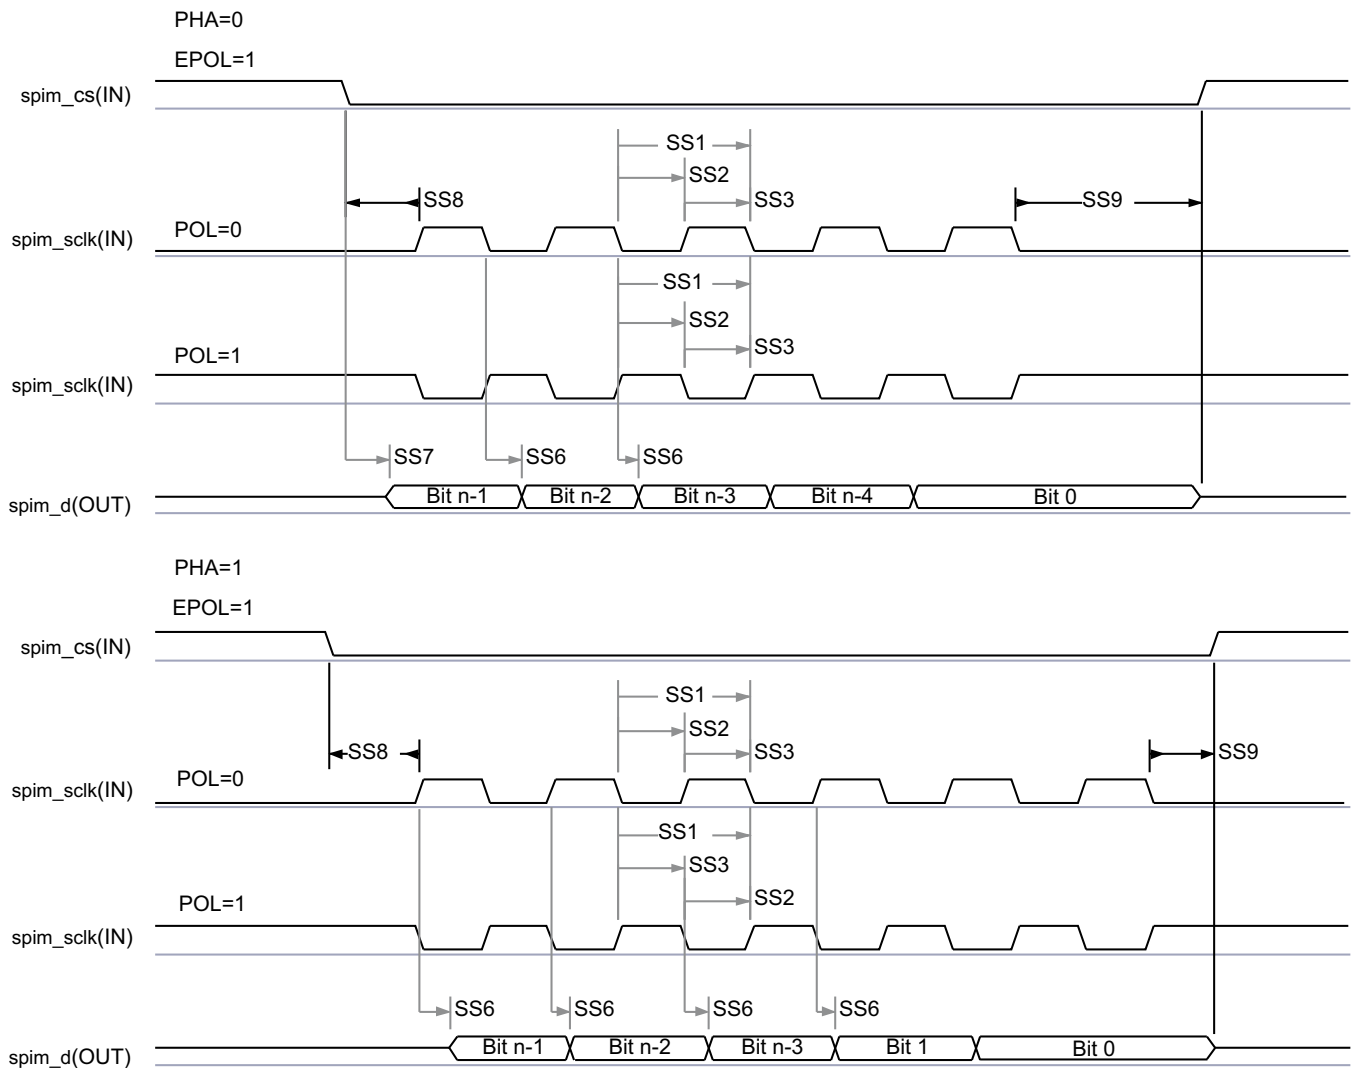 PHA=0
EPOL=1
spim_cs(IN)
SS1
SS2
SS8
SS3
SS9
POL=0
spim_sclk(IN)
SS1
SS2
SS3
POL=1
spim_sclk(IN)
SS7
SS6
SS6
spim_d(OUT)
Bit n-1
Bit n-2
Bit n-3
Bit n-4
Bit 0
PHA=1
EPOL=1
spim_cs(IN)
SS1
SS2
SS8
SS3
SS9
POL=0
spim_sclk(IN)
SS1
SS3
SS2
POL=1
spim_sclk(IN)
SS6
SS6
SS6
SS6
spim_d(OUT)
Bit n-1
Bit n-2
Bit n-3
Bit 1
Bit 0